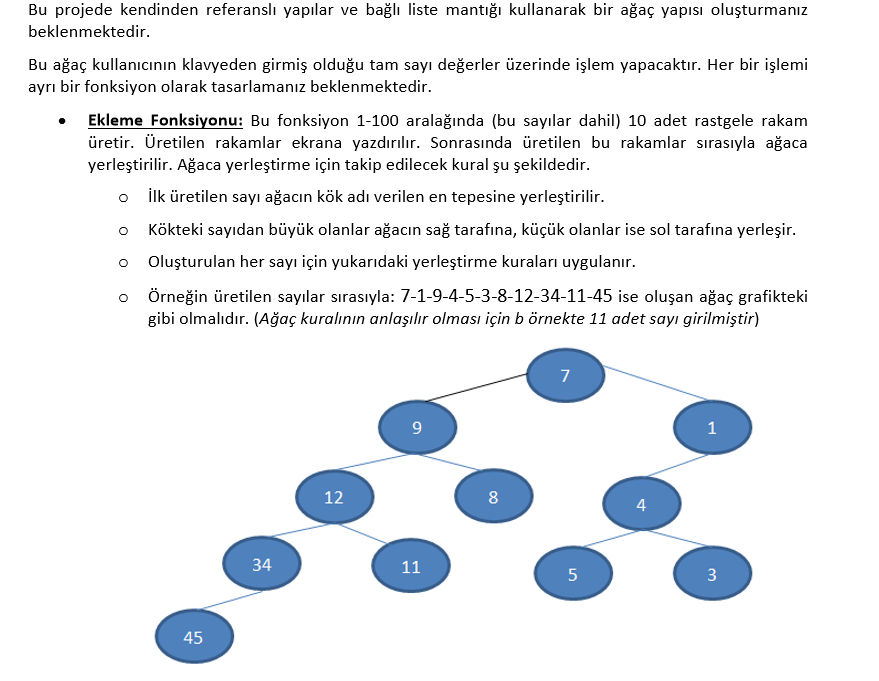 Bu projede kendinden referanslı yapılar ve bağlı liste mantığı kullanarak bir ağaç yapısı oluşturmanız
beklenmektedir.
Bu ağaç kullanıcının klavyeden girmiş olduğu tam sayı değerler üzerinde işlem yapacaktır. Her bir işlemi
ayrı bir fonksiyon olarak tasarlamanız beklenmektedir.
• Ekleme Fonksiyonu: Bu fonksiyon 1-100 aralağında (bu sayılar dahil) 10 adet rastgele rakam
üretir. Üretilen rakamlar ekrana yazdırılır. Sonrasında üretilen bu rakamlar sırasıyla ağaca
yerleştirilir. Ağaca yerleştirme için takip edilecek kural şu şekildedir.
o İlk üretilen sayı ağacın kök adı verilen en tepesine yerleştirilir.
o Kökteki sayıdan büyük olanlar ağacın sağ tarafına, küçük olanlar ise sol tarafına yerleşir.
o Oluşturulan her sayı için yukarıdaki yerleştirme kuraları uygulanır.
o Örneğin üretilen sayılar sırasıyla: 7-1-9-4-5-3-8-12-34-11-45 ise oluşan ağaç grafikteki
gibi olmalıdır. (Ağaç kuralının anlaşılır olması için b örnekte 11 adet sayı girilmiştir)
7
9 1
12 8 4
34 11 5 3
45